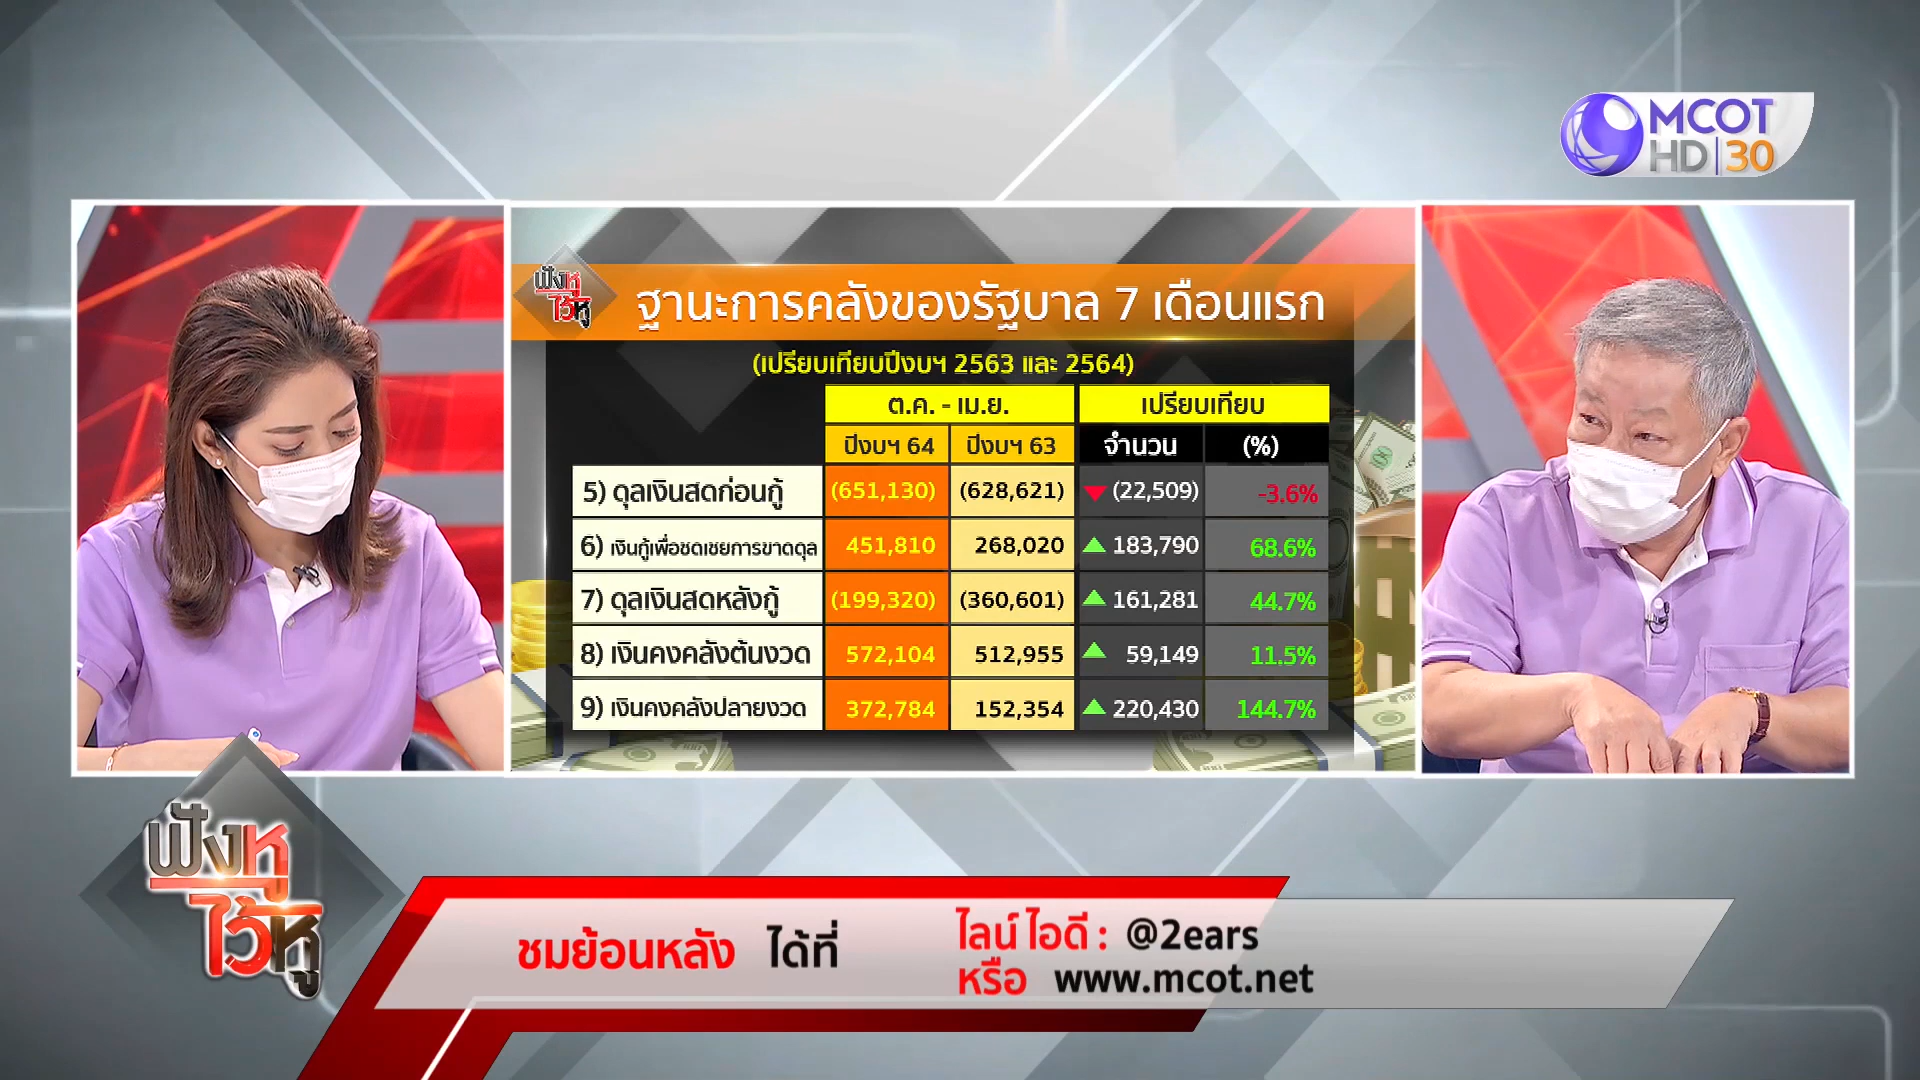 MCOT
HD 30
ฟังหู
ไว้หู
ฐานะการคลังของรัฐบาล 7 เดือนแรก
(เปรียบเทียบปีงบฯ 2563 และ 2564)
ต.ค. - เม.ย. เปรียบเทียบ
ปีงบฯ 64 ปีงบฯ 63 จำนวน (%)
5) ดุลเงินสดก่อนกู้ (651,130) (628,621) ▼ (22,509) -3.6%
6) เงินกู้เพื่อชดเชยการขาดดุล 451,810 268,020 ▲ 183,790 68.6%
7) ดุลเงินสดหลังกู้ (199,320) (360,601) ▲ 161,281 44.7%
8) เงินคงคลังต้นงวด 572,104 512,955 ▲ 59,149 11.5%
9) เงินคงคลังปลายงวด 372,784 152,354 ▲ 220,430 144.7%
ฟังหู
ไว้หู
ชมย้อนหลัง ได้ที่
ไลน์ ไอดี : @2ears
หรือ www.mcot.net